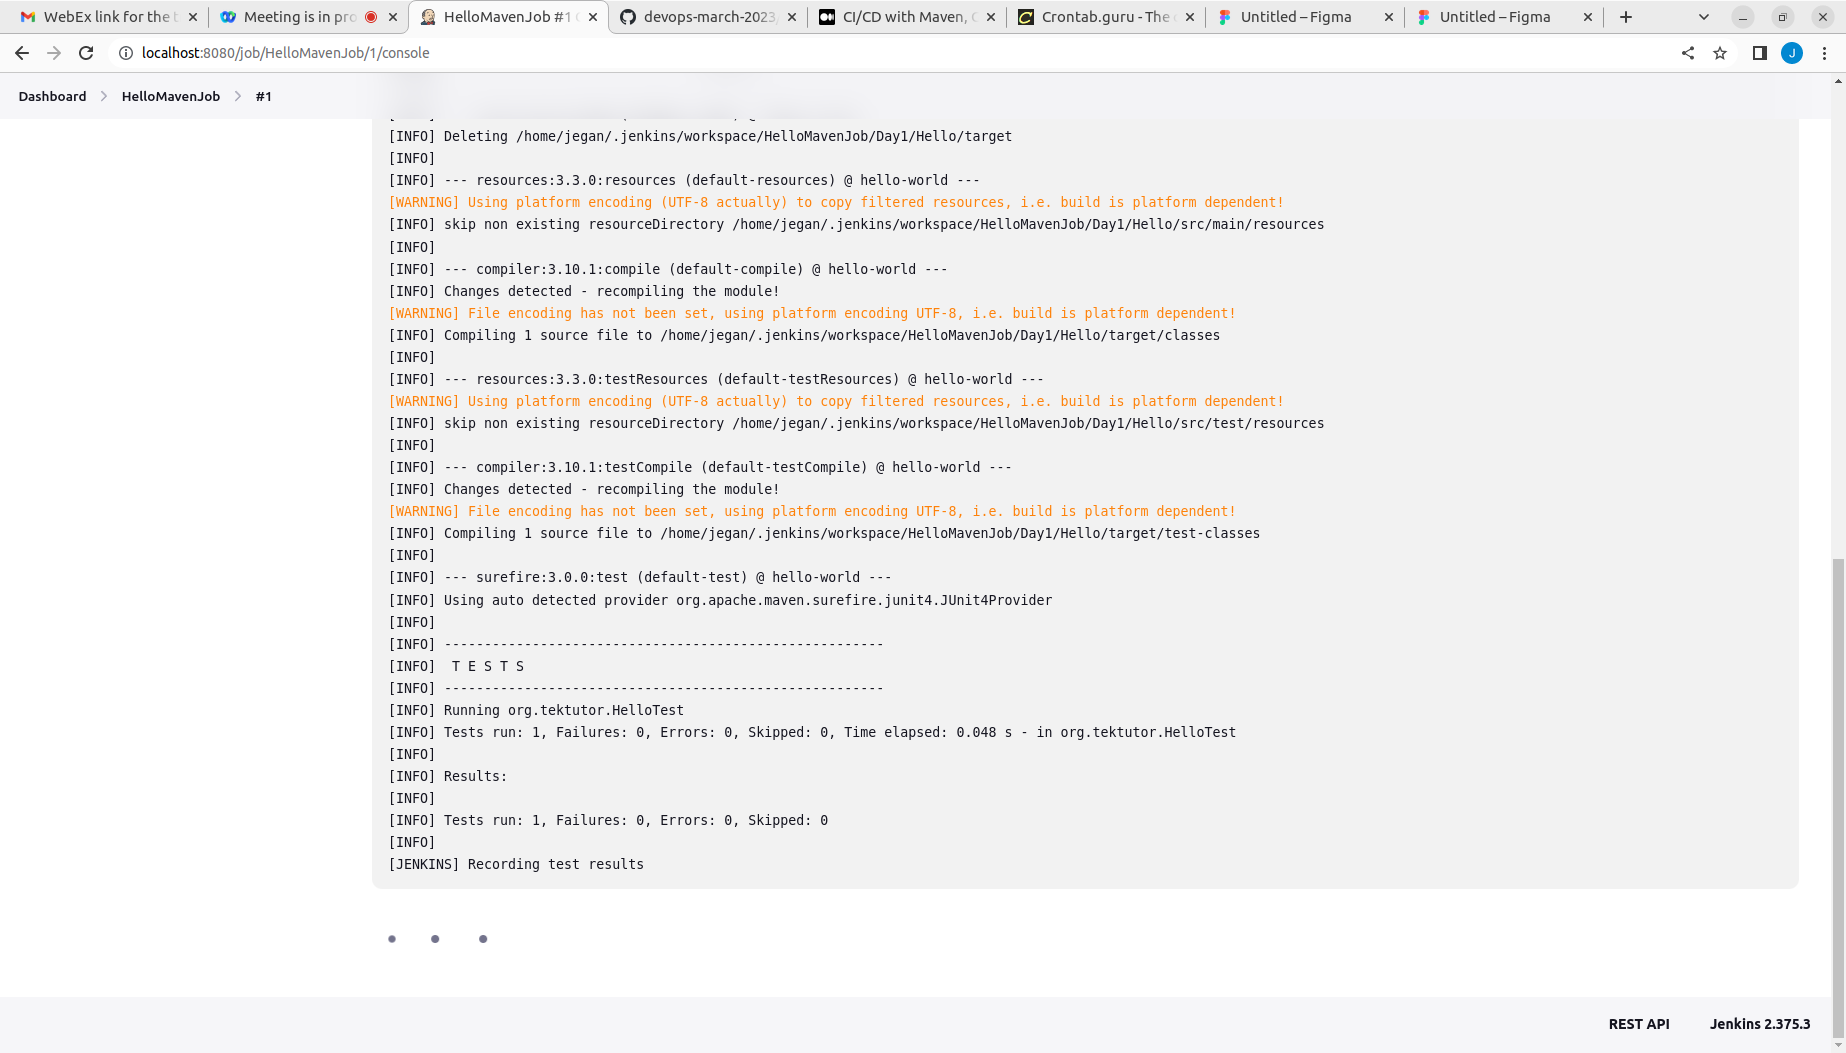 WebEx link for the t
Meeting is in pro
HelloMavenJob #1 C
devops-march-2023/
CI/CD with Maven, G
Crontab.guru - The c
Untitled – Figma
Untitled – Figma
localhost:8080/job/HelloMavenJob/1/console
J
Dashboard > HelloMavenJob > #1
[INFO] Deleting /home/jegan/.jenkins/workspace/HelloMavenJob/Day1/Hello/target
[INFO]
[INFO] --- resources:3.3.0:resources (default-resources) @ hello-world ---
[WARNING] Using platform encoding (UTF-8 actually) to copy filtered resources, i.e. build is platform dependent!
[INFO] skip non existing resourceDirectory /home/jegan/.jenkins/workspace/HelloMavenJob/Day1/Hello/src/main/resources
[INFO]
[INFO] --- compiler:3.10.1:compile (default-compile) @ hello-world ---
[INFO] Changes detected - recompiling the module!
[WARNING] File encoding has not been set, using platform encoding UTF-8, i.e. build is platform dependent!
[INFO] Compiling 1 source file to /home/jegan/.jenkins/workspace/HelloMavenJob/Day1/Hello/target/classes
[INFO]
[INFO] --- resources:3.3.0:testResources (default-testResources) @ hello-world ---
[WARNING] Using platform encoding (UTF-8 actually) to copy filtered resources, i.e. build is platform dependent!
[INFO] skip non existing resourceDirectory /home/jegan/.jenkins/workspace/HelloMavenJob/Day1/Hello/src/test/resources
[INFO]
[INFO] --- compiler:3.10.1:testCompile (default-testCompile) @ hello-world ---
[INFO] Changes detected - recompiling the module!
[WARNING] File encoding has not been set, using platform encoding UTF-8, i.e. build is platform dependent!
[INFO] Compiling 1 source file to /home/jegan/.jenkins/workspace/HelloMavenJob/Day1/Hello/target/test-classes
[INFO]
[INFO] --- surefire:3.0.0:test (default-test) @ hello-world ---
[INFO] Using auto detected provider org.apache.maven.surefire.junit4.JUnit4Provider
[INFO]
[INFO] -------------------------------------------------------
[INFO]  T E S T S
[INFO] -------------------------------------------------------
[INFO] Running org.tektutor.HelloTest
[INFO] Tests run: 1, Failures: 0, Errors: 0, Skipped: 0, Time elapsed: 0.048 s - in org.tektutor.HelloTest
[INFO]
[INFO] Results:
[INFO]
[INFO] Tests run: 1, Failures: 0, Errors: 0, Skipped: 0
[INFO]
[JENKINS] Recording test results
REST API
Jenkins 2.375.3